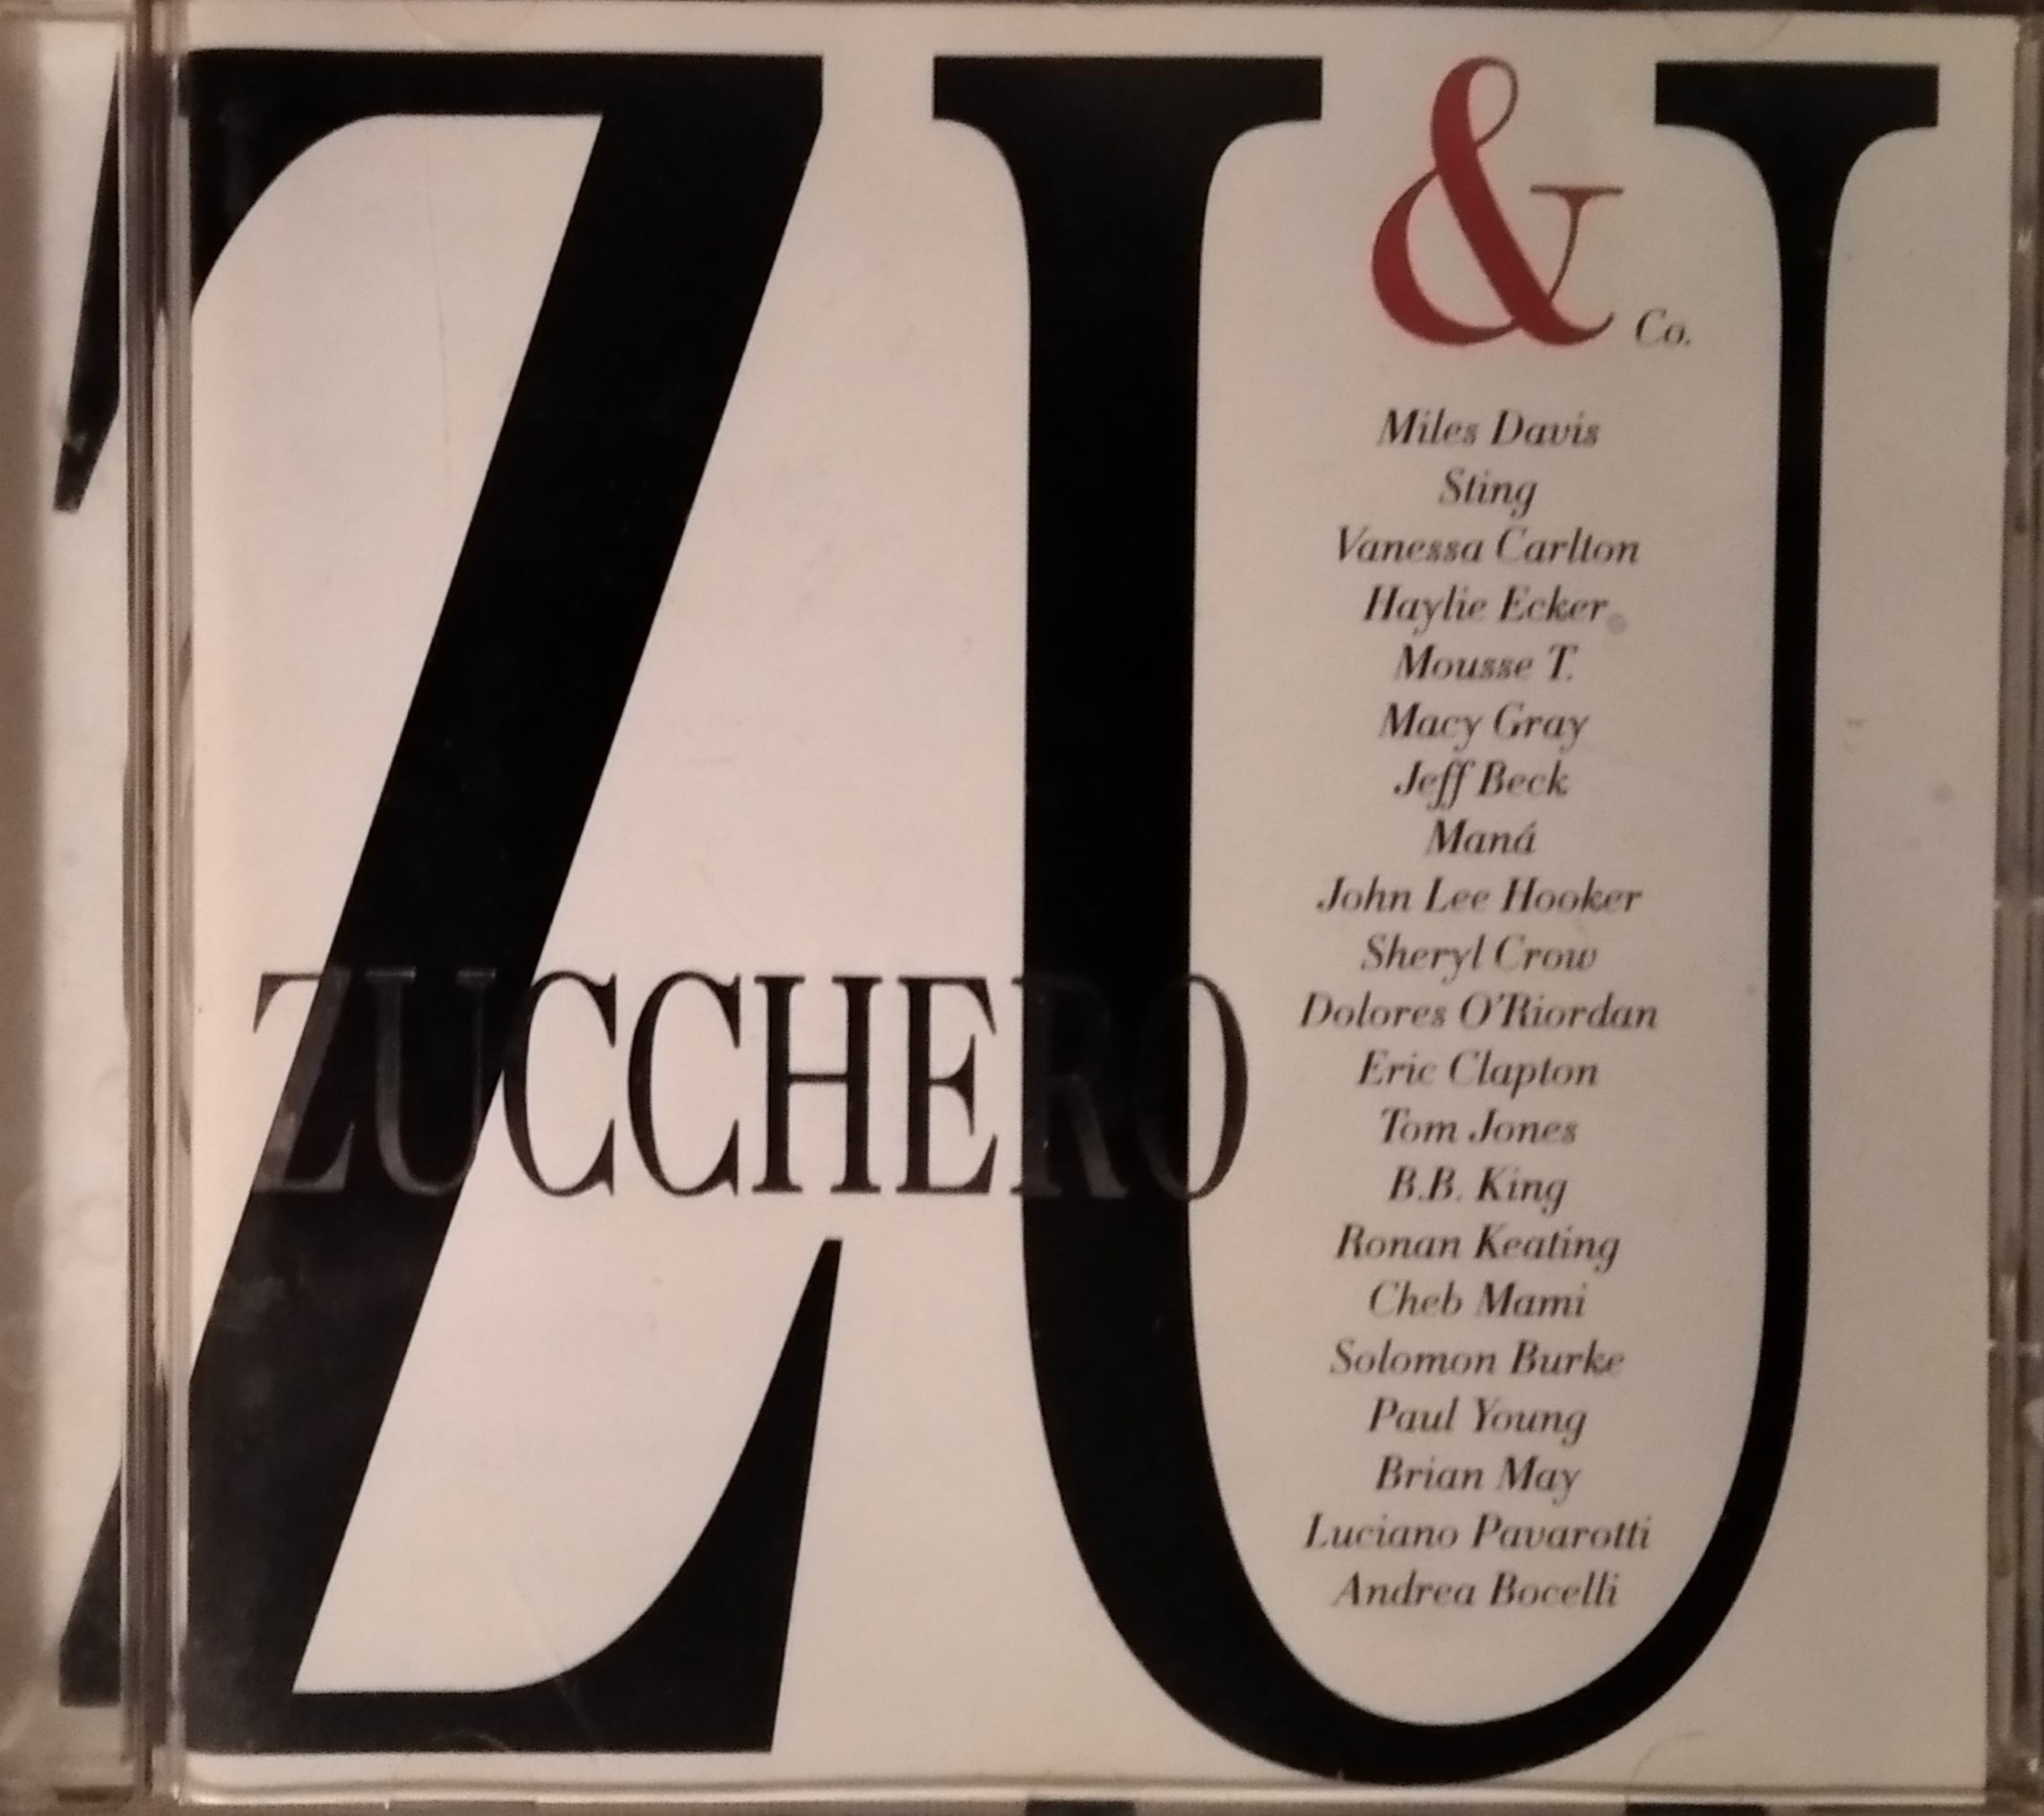 ZU
&
Co.
Miles Davis
Sting
Vanessa Carlton
Haylie Ecker
Mousse T.
Macy Gray
Jeff Beck
Maná
John Lee Hooker
Sheryl Crow
ZUCCHERO
Dolores O'Riordan
Eric Clapton
Tom Jones
B.B. King
Ronan Keating
Cheb Mami
Solomon Burke
Paul Young
Brian May
Luciano Pavarotti
Andrea Bocelli